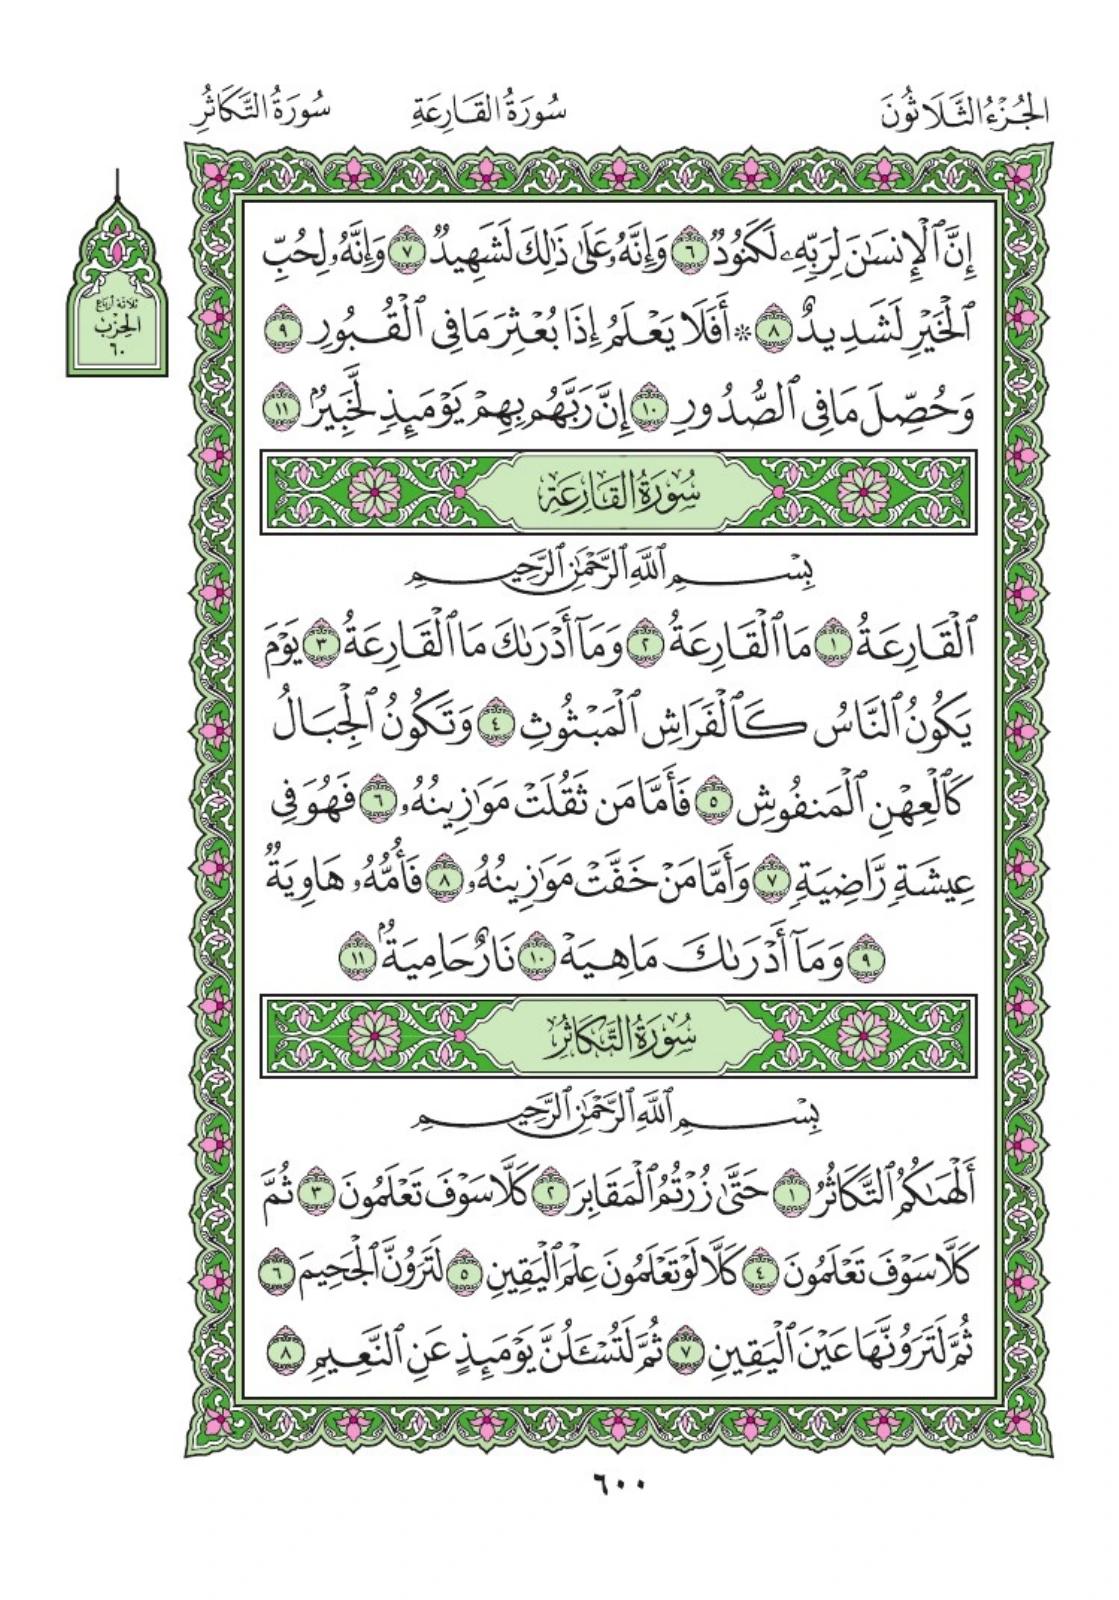 الجُزْءُ الثَّلَاثُونَ سُورَةُ القَارِعَةِ سُورَةُ التَّكَاثُرِ
ثلاثة أرباع
الحِزْبُ
٦٠
إِنَّ ٱلْإِنسَٰنَ لِرَبِّهِۦ لَكَنُودٌ ٦ وَإِنَّهُۥ عَلَىٰ ذَٰلِكَ لَشَهِيدٌ ٧ وَإِنَّهُۥ لِحُبِّ
ٱلْخَيْرِ لَشَدِيدٌ ٨ ۞ أَفَلَا يَعْلَمُ إِذَا بُعْثِرَ مَا فِي ٱلْقُبُورِ ٩
وَحُصِّلَ مَا فِي ٱلصُّدُورِ ١٠ إِنَّ رَبَّهُم بِهِمْ يَوْمَئِذٍ لَّخَبِيرٌۢ ١١
سُورَةُ القَارِعَةِ
بِسْمِ ٱللَّهِ ٱلرَّحْمَٰنِ ٱلرَّحِيمِ
ٱلْقَارِعَةُ ١ مَا ٱلْقَارِعَةُ ٢ وَمَآ أَدْرَىٰكَ مَا ٱلْقَارِعَةُ ٣ يَوْمَ
يَكُونُ ٱلنَّاسُ كَٱلْفَرَاشِ ٱلْمَبْثُوثِ ٤ وَتَكُونُ ٱلْجِبَالُ
كَٱلْعِهْنِ ٱلْمَنفُوشِ ٥ فَأَمَّا مَن ثَقُلَتْ مَوَٰزِينُهُۥ ٦ فَهُوَ فِي
عِيشَةٍ رَّاضِيَةٍ ٧ وَأَمَّا مَنْ خَفَّتْ مَوَٰزِينُهُۥ ٨ فَأُمُّهُۥ هَاوِيَةٌ
٩ وَمَآ أَدْرَىٰكَ مَا هِيَهْ ١٠ نَارٌ حَامِيَةٌۢ ١١
سُورَةُ التَّكَاثُرِ
بِسْمِ ٱللَّهِ ٱلرَّحْمَٰنِ ٱلرَّحِيمِ
أَلْهَىٰكُمُ ٱلتَّكَاثُرُ ١ حَتَّىٰ زُرْتُمُ ٱلْمَقَابِرَ ٢ كَلَّا سَوْفَ تَعْلَمُونَ ٣ ثُمَّ
كَلَّا سَوْفَ تَعْلَمُونَ ٤ كَلَّا لَوْ تَعْلَمُونَ عِلْمَ ٱلْيَقِينِ ٥ لَتَرَوُنَّ ٱلْجَحِيمَ ٦
ثُمَّ لَتَرَوُنَّهَا عَيْنَ ٱلْيَقِينِ ٧ ثُمَّ لَتُسْـَٔلُنَّ يَوْمَئِذٍ عَنِ ٱلنَّعِيمِ ٨
٦٠٠